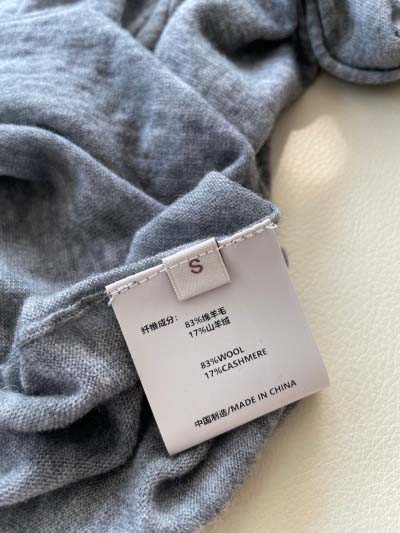 S
纤维成分： 83%绵羊毛
17%山羊绒
83%WOOL
17%CASHMERE
中国制造/MADE IN CHINA